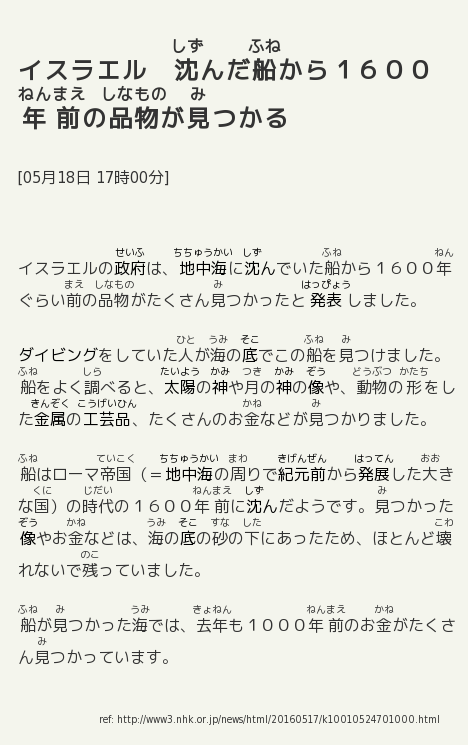 イスラエル　沈んだ船から１６００
年前の品物が見つかる
[05月18日 17時00分]
イスラエルの政府は、地中海に沈んでいた船から１６００年
ぐらい前の品物がたくさん見つかったと発表しました。
ダイビングをしていた人が海の底でこの船を見つけました。
船をよく調べると、太陽の神や月の神の像や、動物の形をし
た金属の工芸品、たくさんのお金などが見つかりました。
船はローマ帝国（＝地中海の周りで紀元前から発展した大き
な国）の時代の１６００年前に沈んだようです。見つかった
像やお金などは、海の底の砂の下にあったため、ほとんど壊
れないで残っていました。
船が見つかった海では、去年も１０００年前のお金がたくさ
ん見つかっています。
ref: http://www3.nhk.or.jp/news/html/20160517/k10010524701000.html